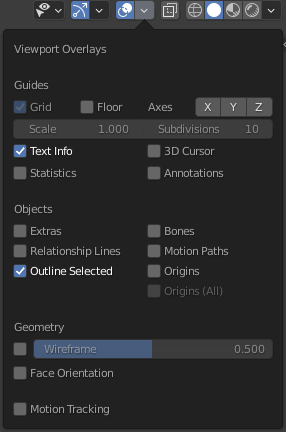 Viewport Overlays
Guides
Grid Floor Axes X Y Z
Scale 1.000 Subdivisions 10
Text Info 3D Cursor
Statistics Annotations
Objects
Extras Bones
Relationship Lines Motion Paths
Outline Selected Origins
Origins (All)
Geometry
Wireframe 0.500
Face Orientation
Motion Tracking